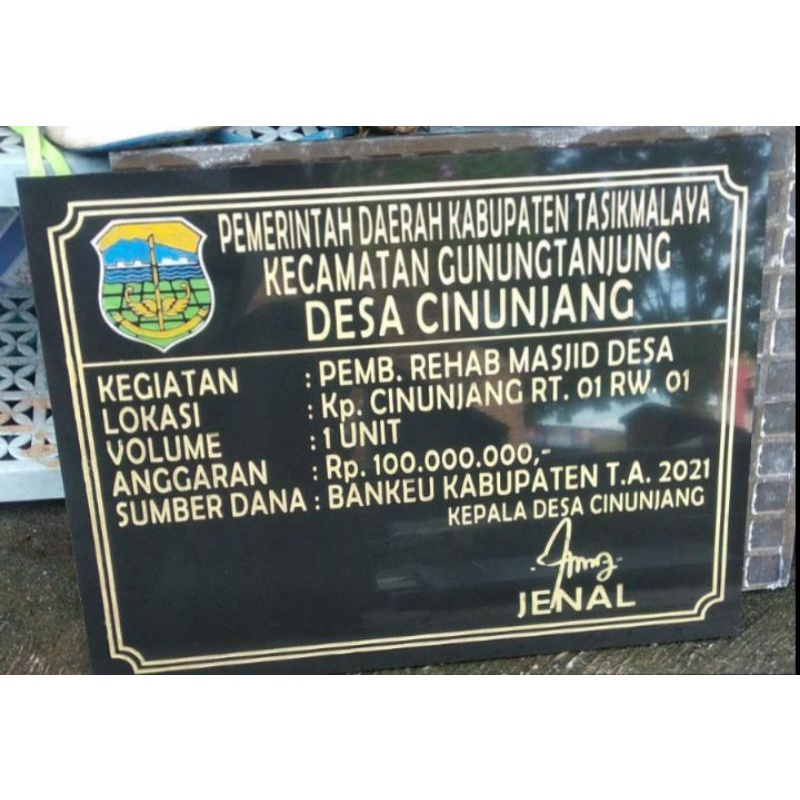 PEMERINTAH DAERAH KABUPATEN TASIKMALAYA
KECAMATAN GUNUNGTANJUNG
DESA CINUNJANG
KEGIATAN : PEMB. REHAB MASJID DESA
LOKASI : Kp. CINUNJANG RT. 01 RW. 01
VOLUME : 1 UNIT
ANGGARAN : Rp. 100.000.000,-
SUMBER DANA : BANKEU KABUPATEN T.A. 2021
KEPALA DESA CINUNJANG
JENAL